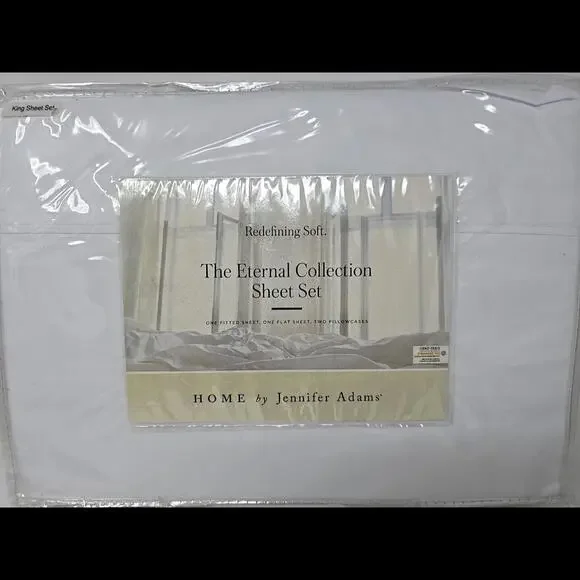 King Sheet Set
Redefining Soft.
The Eternal Collection
Sheet Set
ONE FITTED SHEET, ONE FLAT SHEET, TWO PILLOWCASES
HOME by Jennifer Adams®